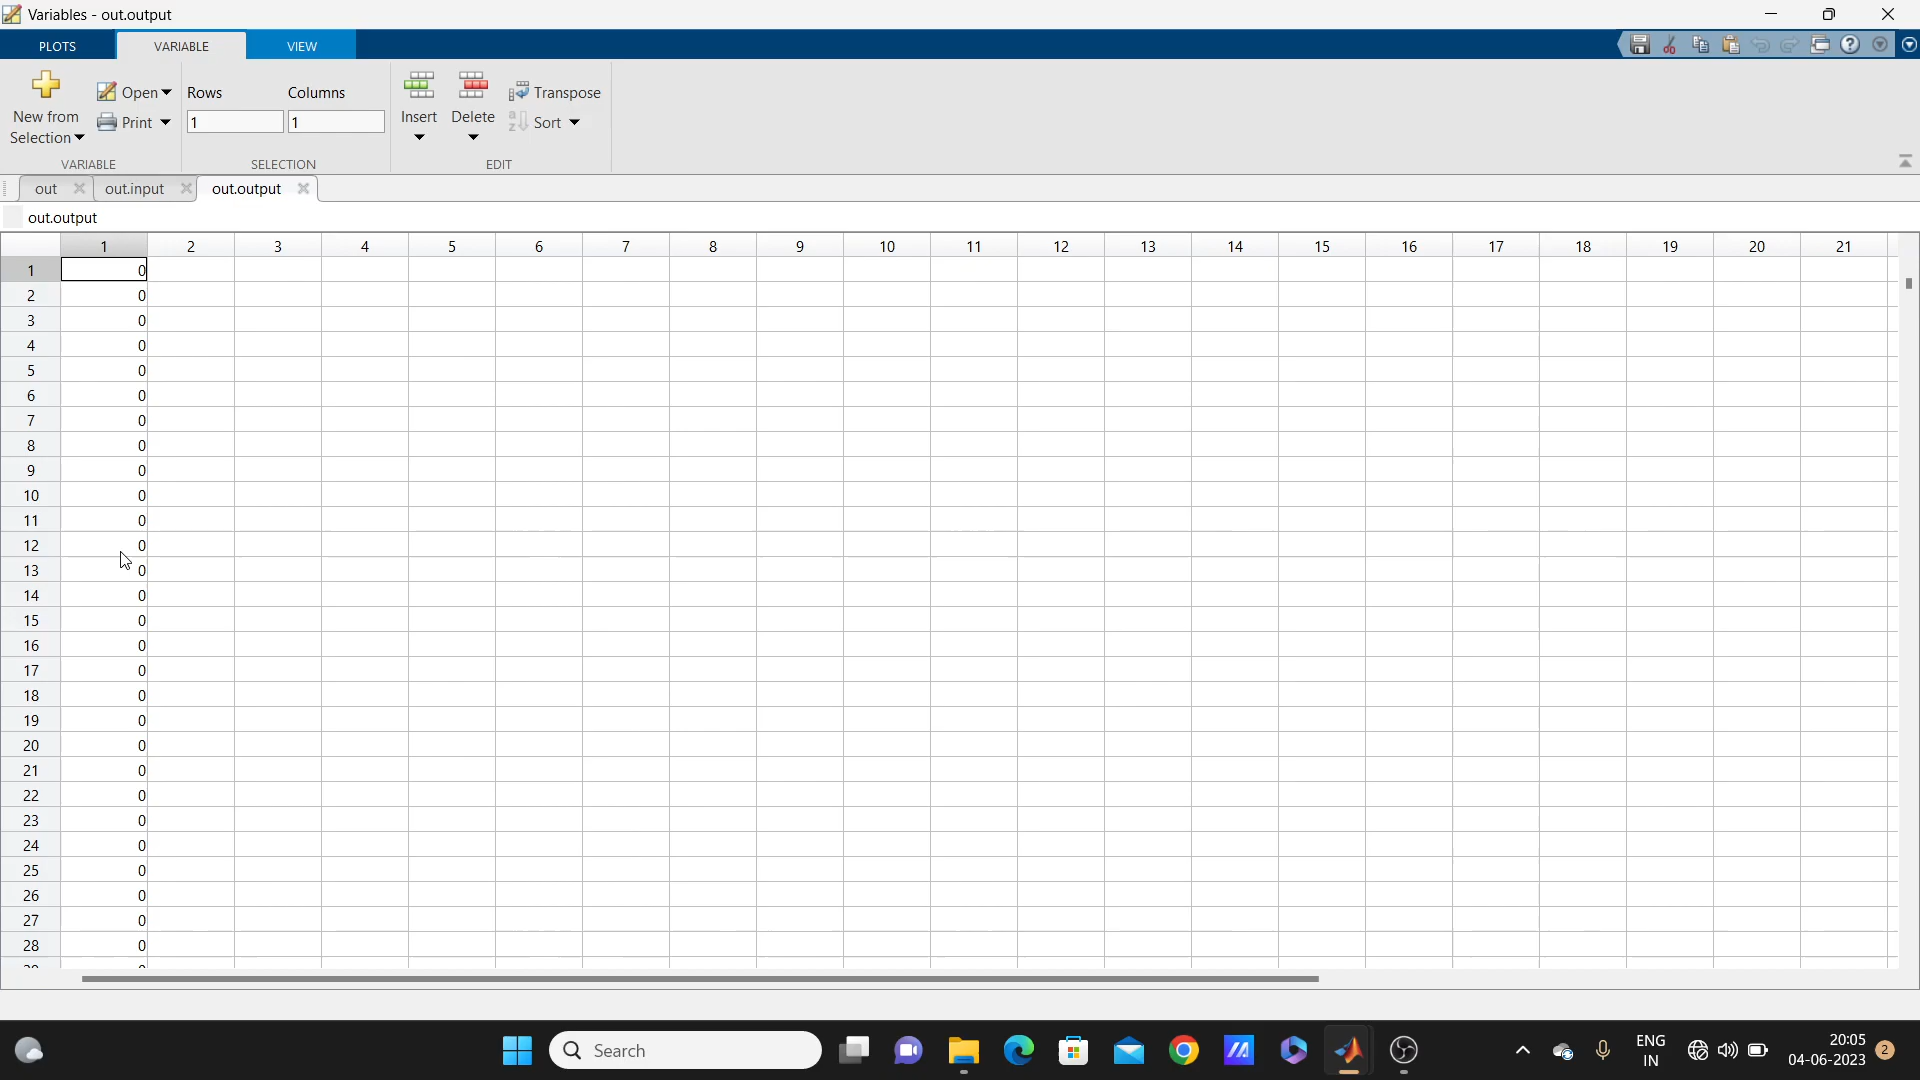 Variables - out.output
PLOTS VARIABLE VIEW
New from Selection
Open
Print
VARIABLE
Rows Columns
1 1
SELECTION
Insert Delete
Transpose
Sort
EDIT
out out.input out.output
out.output
1 2 3 4 5 6 7 8 9 10 11 12 13 14 15 16 17 18 19 20 21
1 0
2 0
3 0
4 0
5 0
6 0
7 0
8 0
9 0
10 0
11 0
12 0
13 0
14 0
15 0
16 0
17 0
18 0
19 0
20 0
21 0
22 0
23 0
24 0
25 0
26 0
27 0
28 0
Search
ENG
IN
20:05
04-06-2023
2